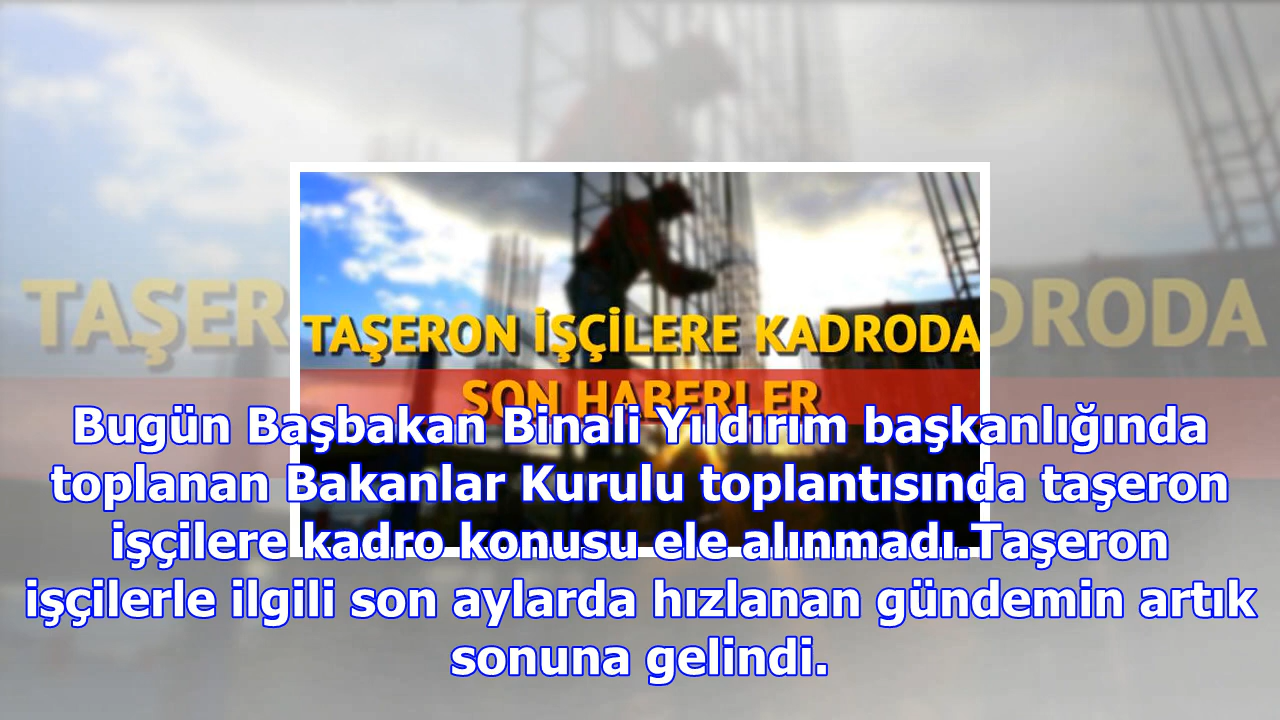 TAŞERON İŞÇİLERE KADRODA
SON HABERLER
Bugün Başbakan Binali Yıldırım başkanlığında
toplanan Bakanlar Kurulu toplantısında taşeron
işçilere kadro konusu ele alınmadı.Taşeron
işçilerle ilgili son aylarda hızlanan gündemin artık
sonuna gelindi.